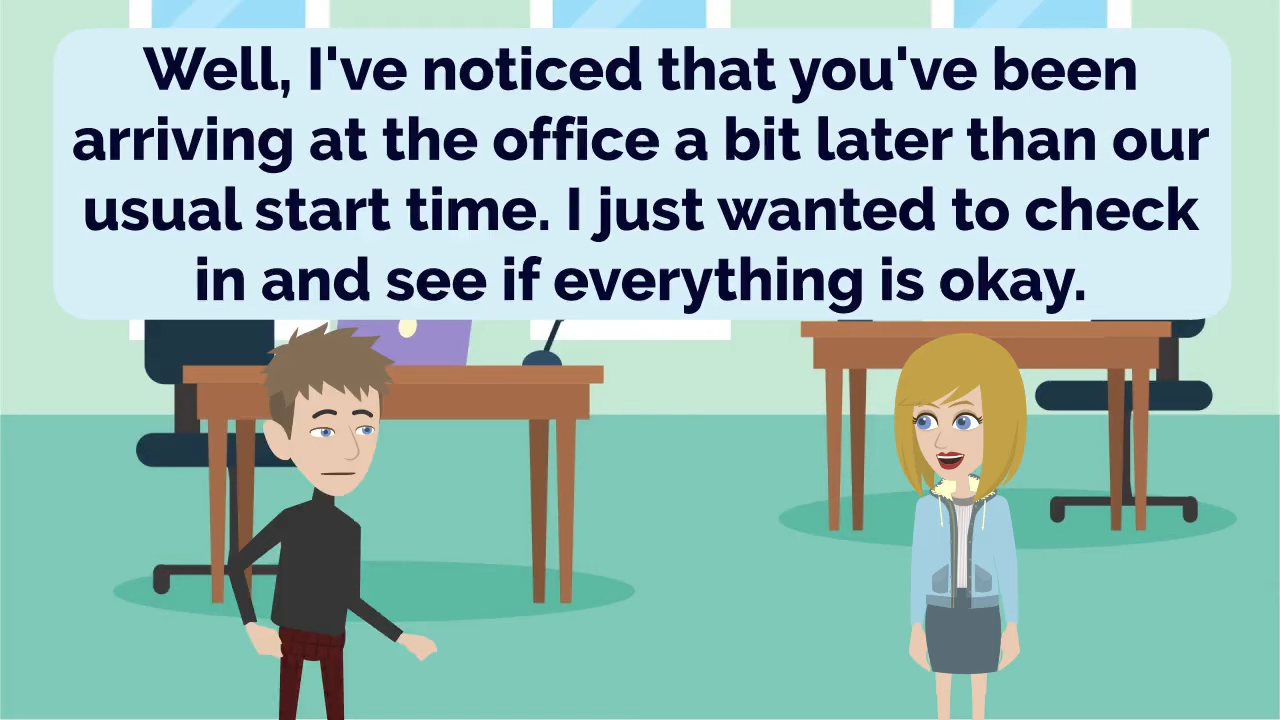 Well, I've noticed that you've been
arriving at the office a bit later than our
usual start time. I just wanted to check
in and see if everything is okay.